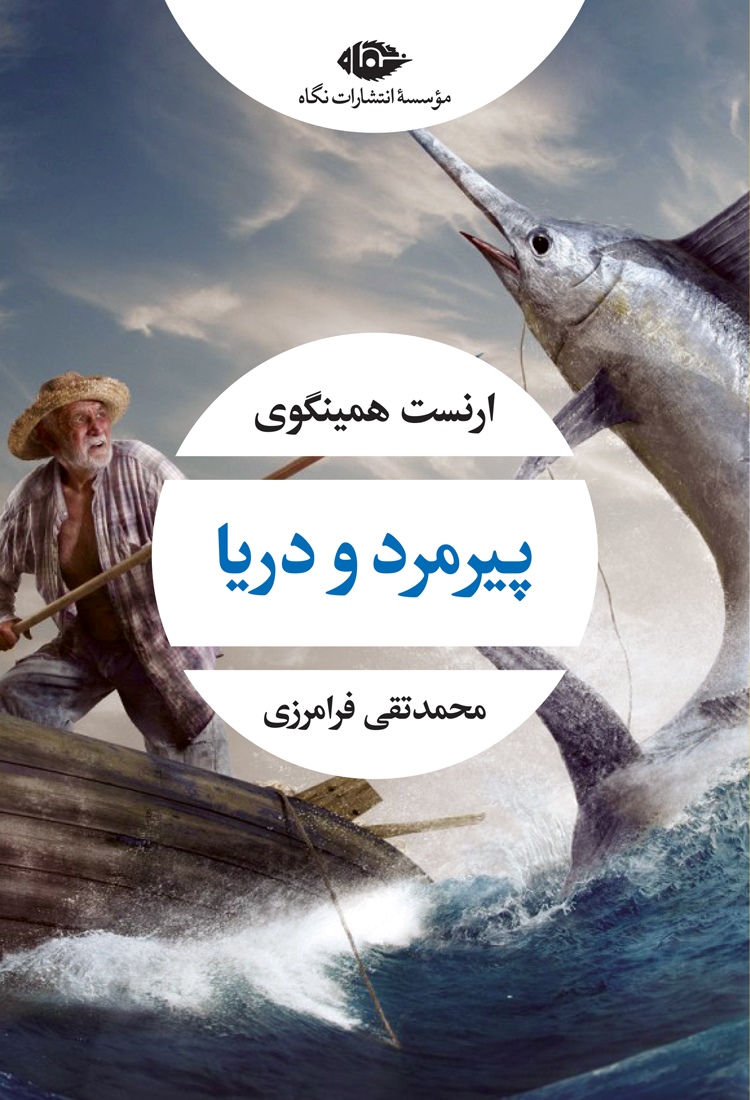 نگاه
مؤسسهٔ انتشارات نگاه
ارنست همینگوی
پیرمرد و دریا
محمدتقی فرامرزی